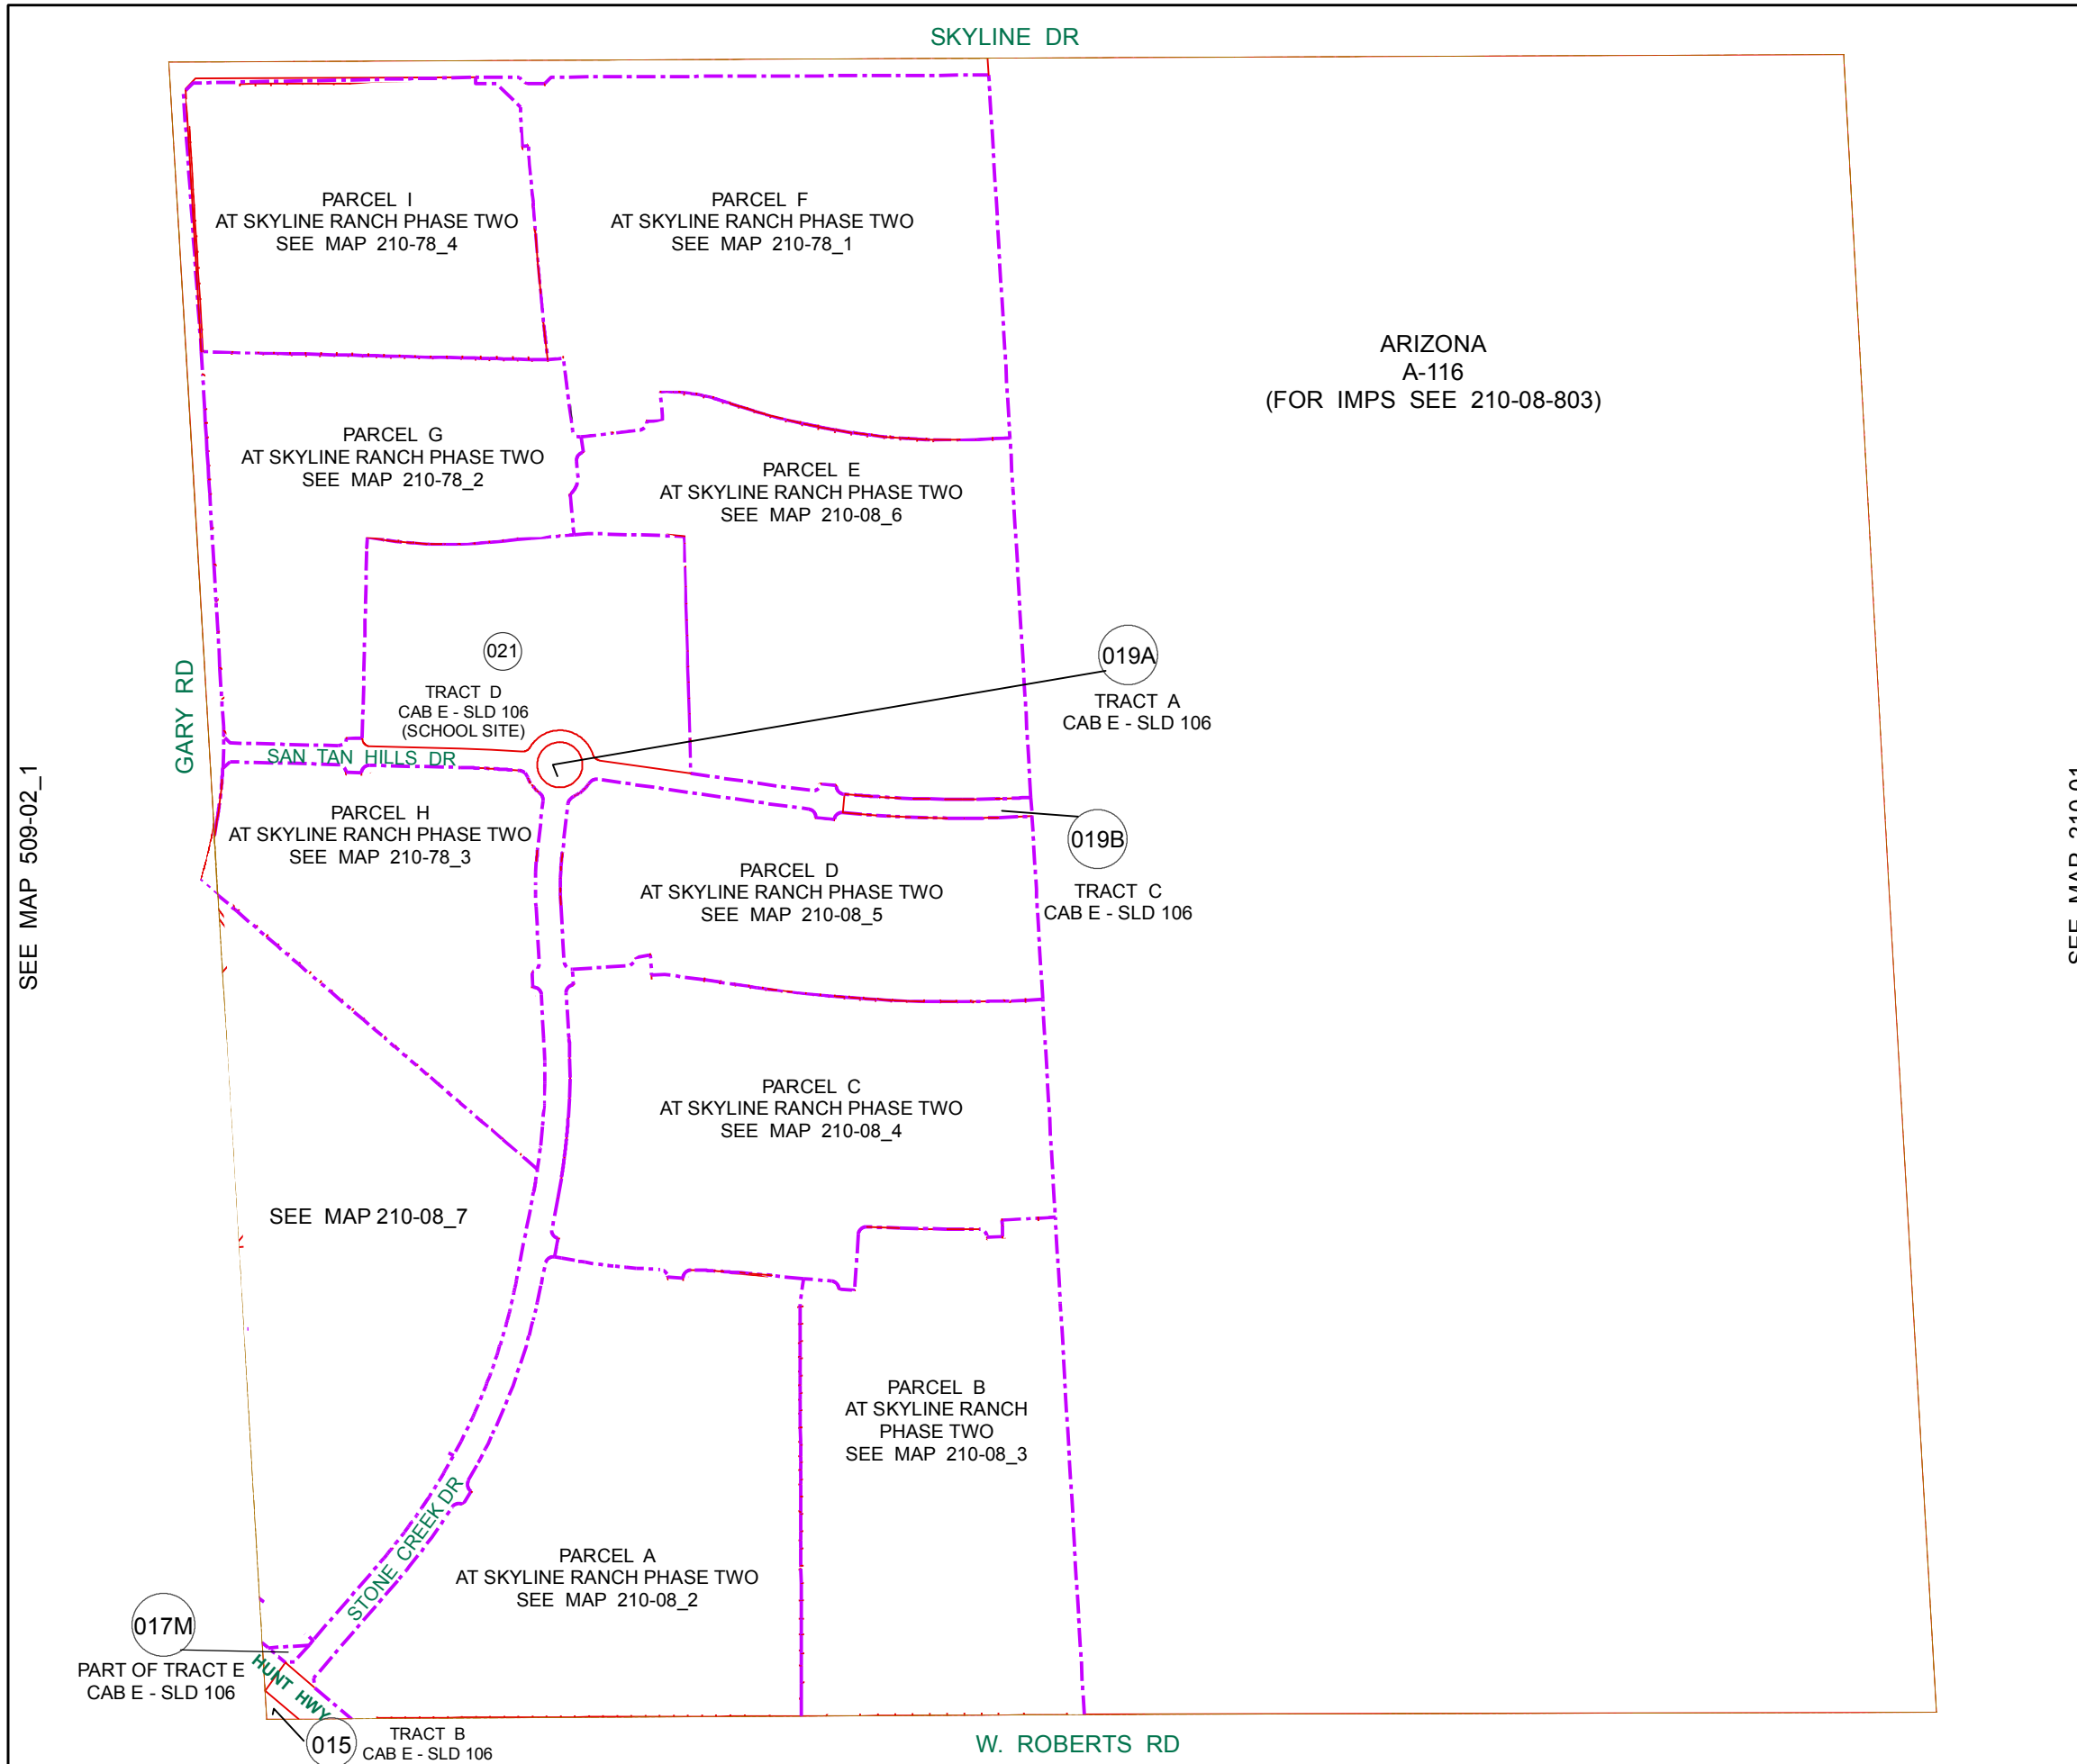 SKYLINE DR
PARCEL I
AT SKYLINE RANCH PHASE TWO
SEE MAP 210-78_4
PARCEL F
AT SKYLINE RANCH PHASE TWO
SEE MAP 210-78_1
ARIZONA
A-116
(FOR IMPS SEE 210-08-803)
PARCEL G
AT SKYLINE RANCH PHASE TWO
SEE MAP 210-78_2
PARCEL E
AT SKYLINE RANCH PHASE TWO
SEE MAP 210-08_6
021
TRACT D
CAB E - SLD 106
(SCHOOL SITE)
019A
TRACT A
CAB E - SLD 106
GARY RD
SAN TAN HILLS DR
SEE MAP 509-02_1
PARCEL H
AT SKYLINE RANCH PHASE TWO
SEE MAP 210-78_3
019B
TRACT C
CAB E - SLD 106
PARCEL D
AT SKYLINE RANCH PHASE TWO
SEE MAP 210-08_5
SEE MAP 210-01
PARCEL C
AT SKYLINE RANCH PHASE TWO
SEE MAP 210-08_4
SEE MAP 210-08_7
PARCEL B
AT SKYLINE RANCH
PHASE TWO
SEE MAP 210-08_3
STONE CREEK DR
PARCEL A
AT SKYLINE RANCH PHASE TWO
SEE MAP 210-08_2
017M
PART OF TRACT E
CAB E - SLD 106
HUNT HWY
015
TRACT B
CAB E - SLD 106
W. ROBERTS RD